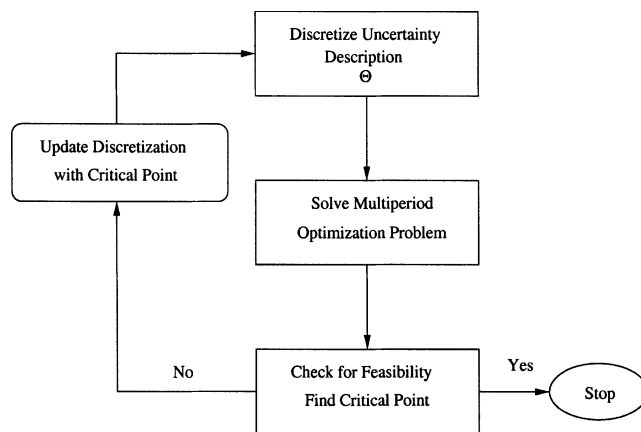 Discretize Uncertainty
Description
Θ
Update Discretization
with Critical Point
Solve Multiperiod
Optimization Problem
No
Check for Feasibility
Find Critical Point
Yes
Stop